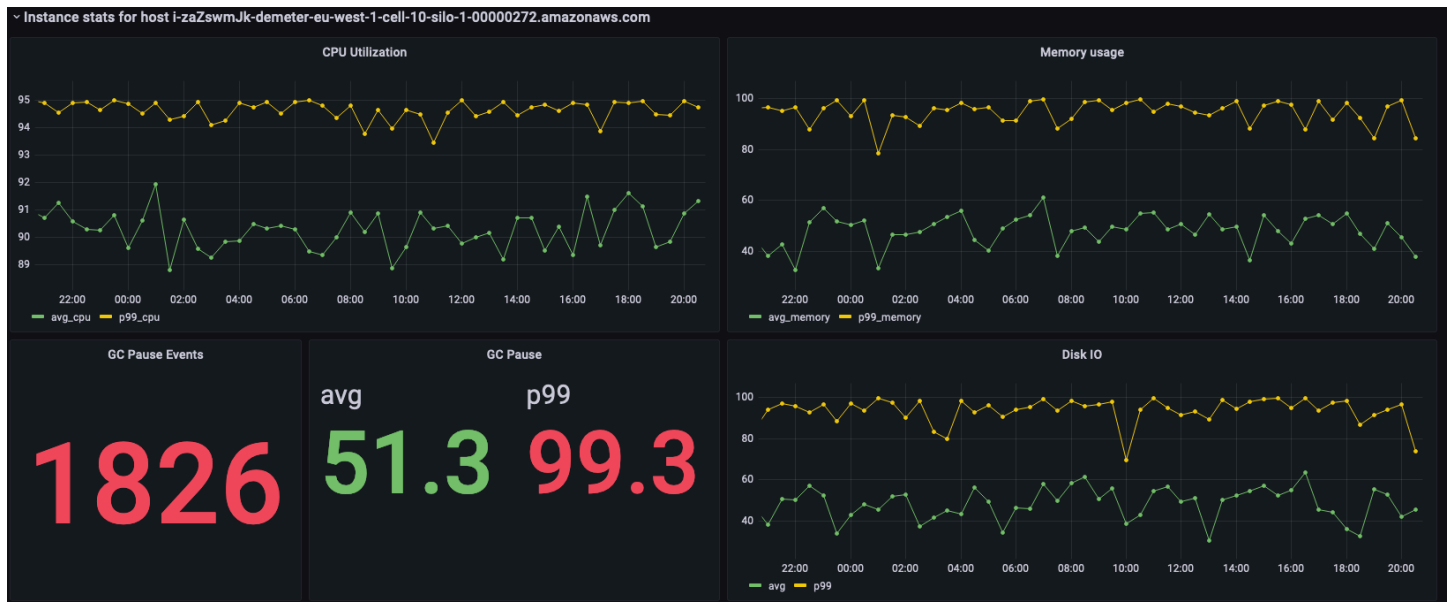 Instance stats for host i-zaZswmJk-demeter-eu-west-1-cell-10-silo-1-00000272.amazonaws.com
CPU Utilization
95
94
93
92
91
90
89
22:00 00:00 02:00 04:00 06:00 08:00 10:00 12:00 14:00 16:00 18:00 20:00
avg_cpu p99_cpu
Memory usage
100
80
60
40
22:00 00:00 02:00 04:00 06:00 08:00 10:00 12:00 14:00 16:00 18:00 20:00
avg_memory p99_memory
GC Pause Events
1826
GC Pause
avg p99
51.3 99.3
Disk IO
100
80
60
40
22:00 00:00 02:00 04:00 06:00 08:00 10:00 12:00 14:00 16:00 18:00 20:00
avg p99